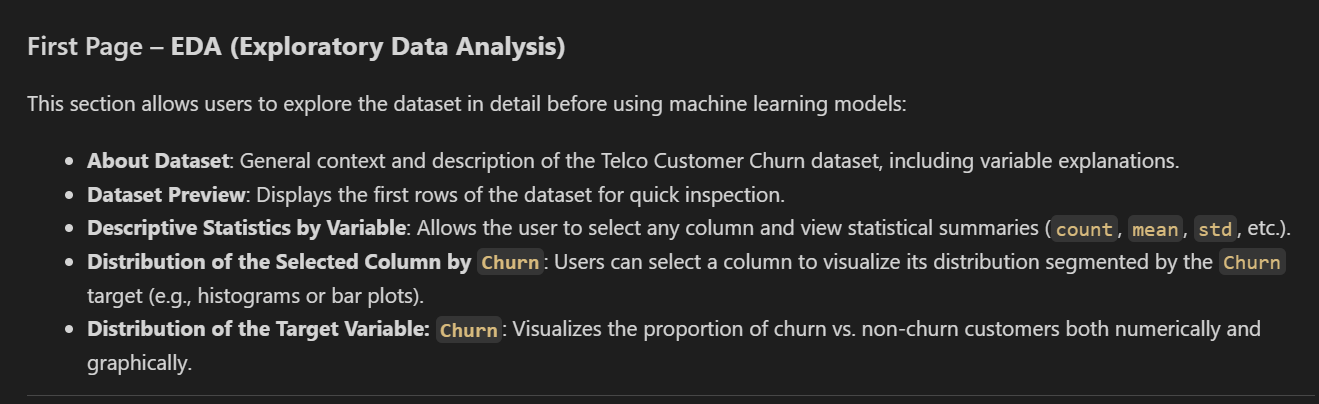 First Page – EDA (Exploratory Data Analysis)
This section allows users to explore the dataset in detail before using machine learning models:
• About Dataset: General context and description of the Telco Customer Churn dataset, including variable explanations.
• Dataset Preview: Displays the first rows of the dataset for quick inspection.
• Descriptive Statistics by Variable: Allows the user to select any column and view statistical summaries (count, mean, std, etc.).
• Distribution of the Selected Column by Churn: Users can select a column to visualize its distribution segmented by the Churn
target (e.g., histograms or bar plots).
• Distribution of the Target Variable: Churn: Visualizes the proportion of churn vs. non-churn customers both numerically and
graphically.